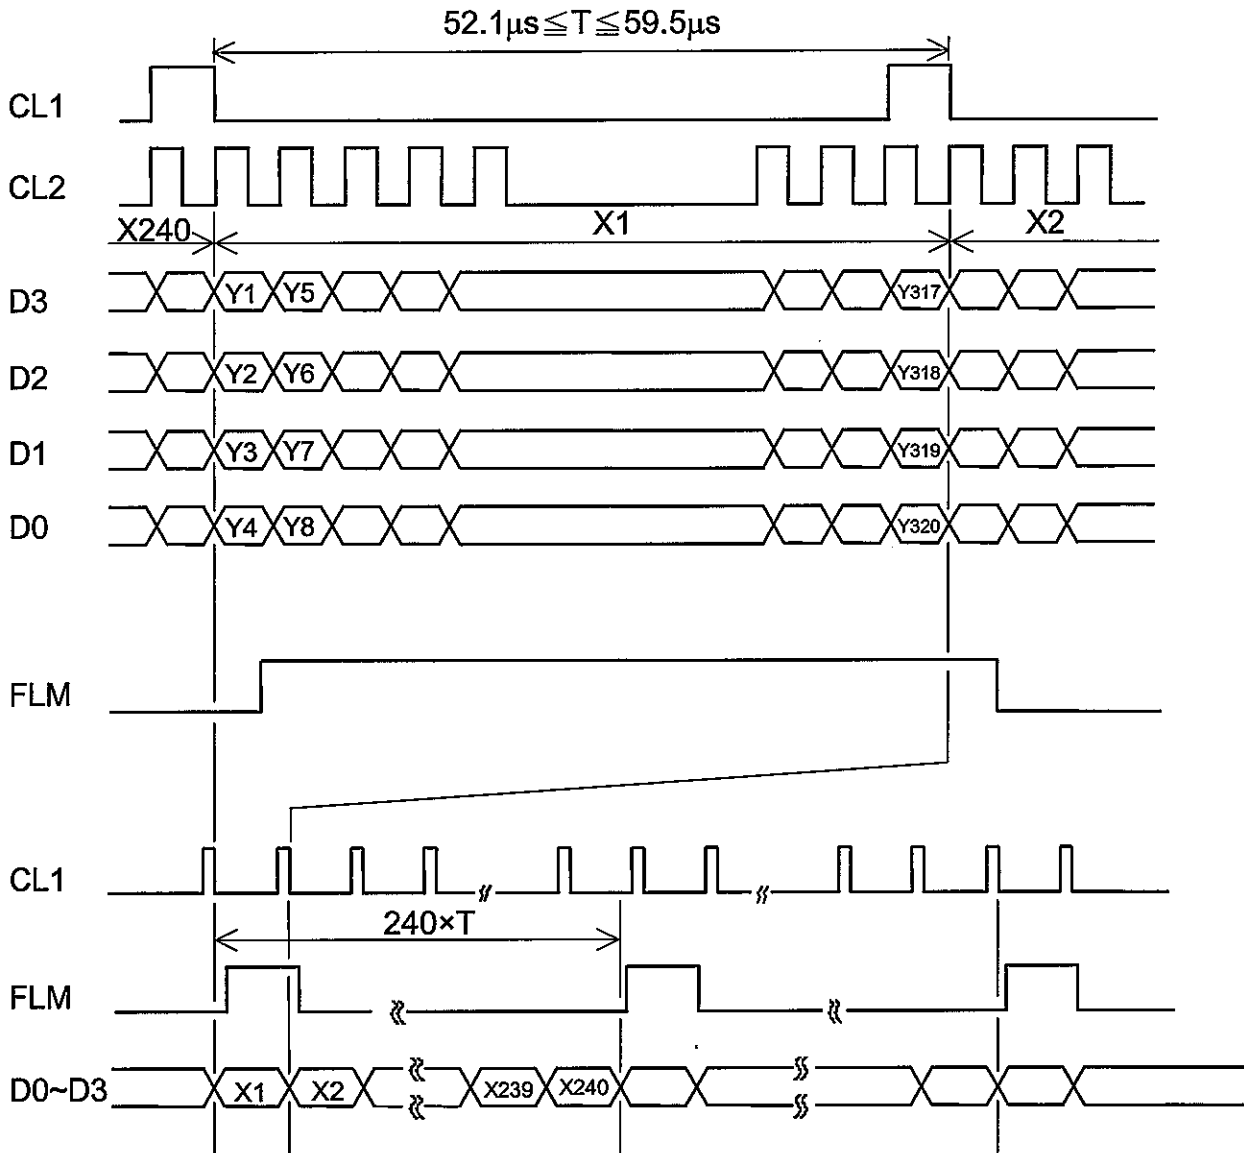 52.1μs≦T≦59.5μs
CL1
CL2
X240 X1 X2
D3 Y1 Y5 Y317
D2 Y2 Y6 Y318
D1 Y3 Y7 Y319
D0 Y4 Y8 Y320
FLM
CL1
240×T
FLM
D0~D3 X1 X2 X239 X240